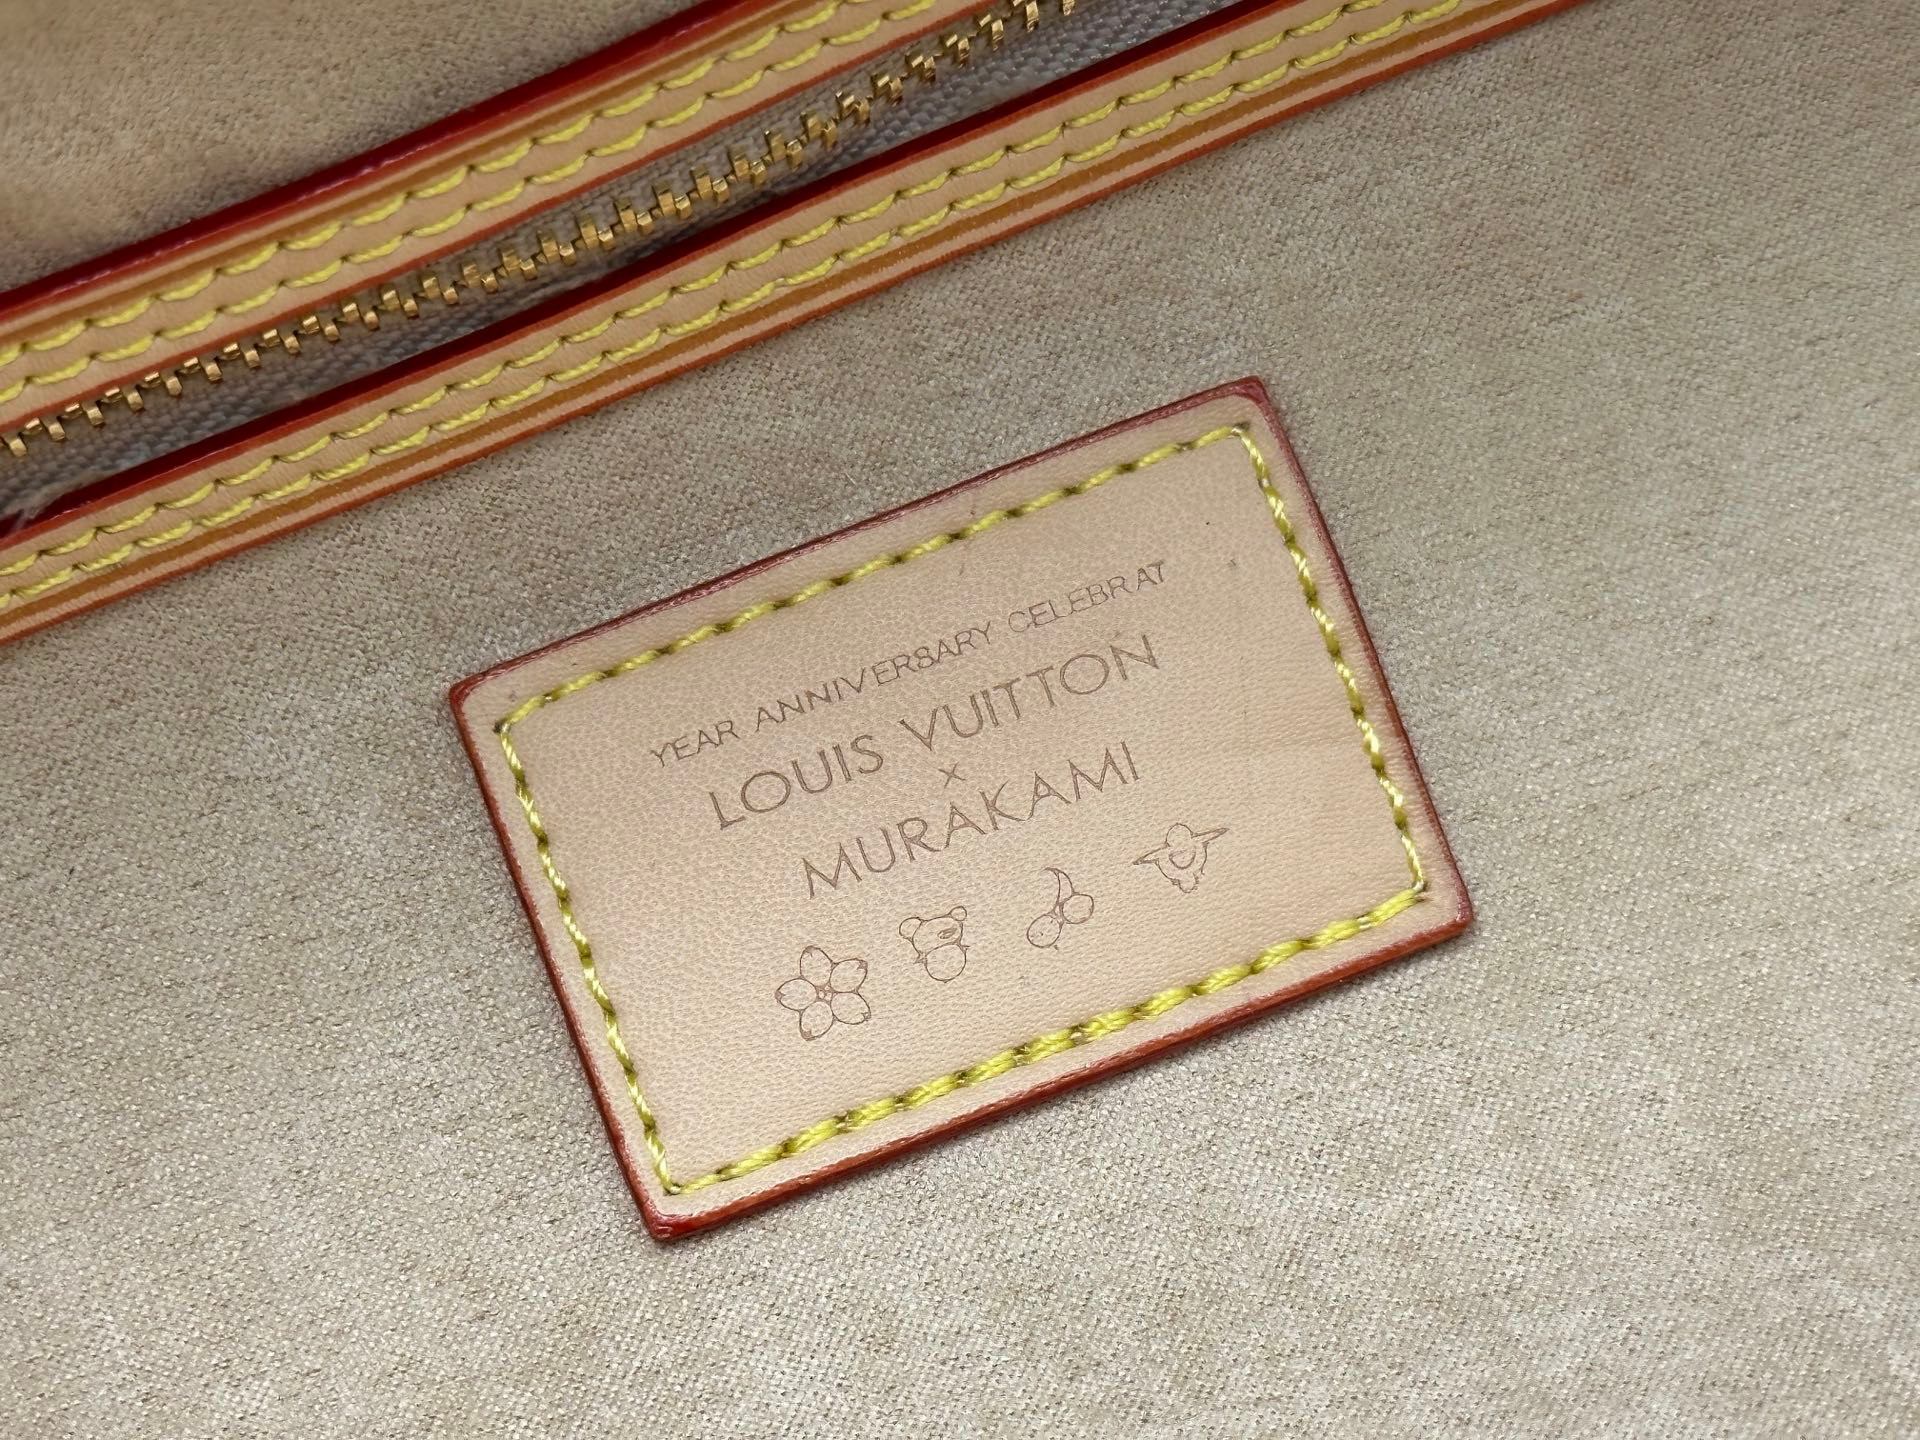 YEAR ANNIVERSARY CELEBRAT
LOUIS VUITTON
×
MURAKAMI